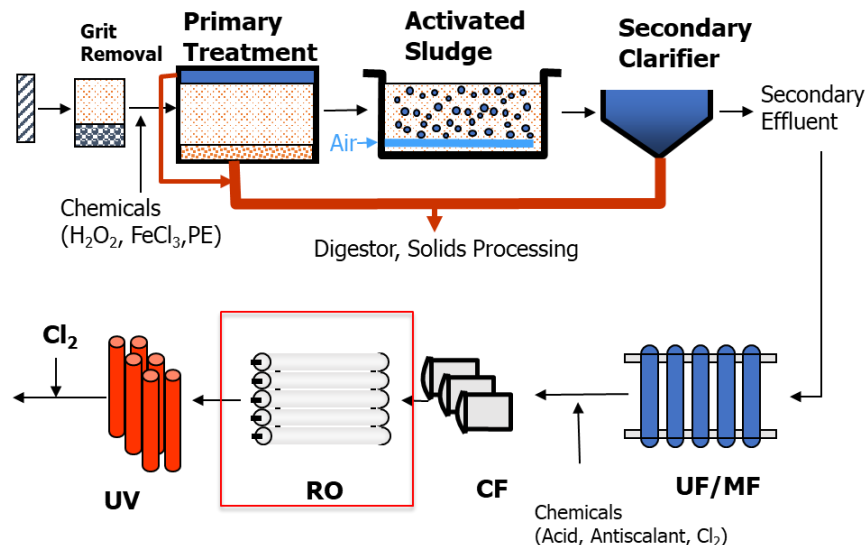 Grit
Removal
Primary
Treatment
Activated
Sludge
Secondary
Clarifier
Secondary
Effluent
Air
Chemicals
(H₂O₂, FeCl₃,PE)
Digestor, Solids Processing
Cl₂
UV
RO
CF
UF/MF
Chemicals
(Acid, Antiscalant, Cl₂)